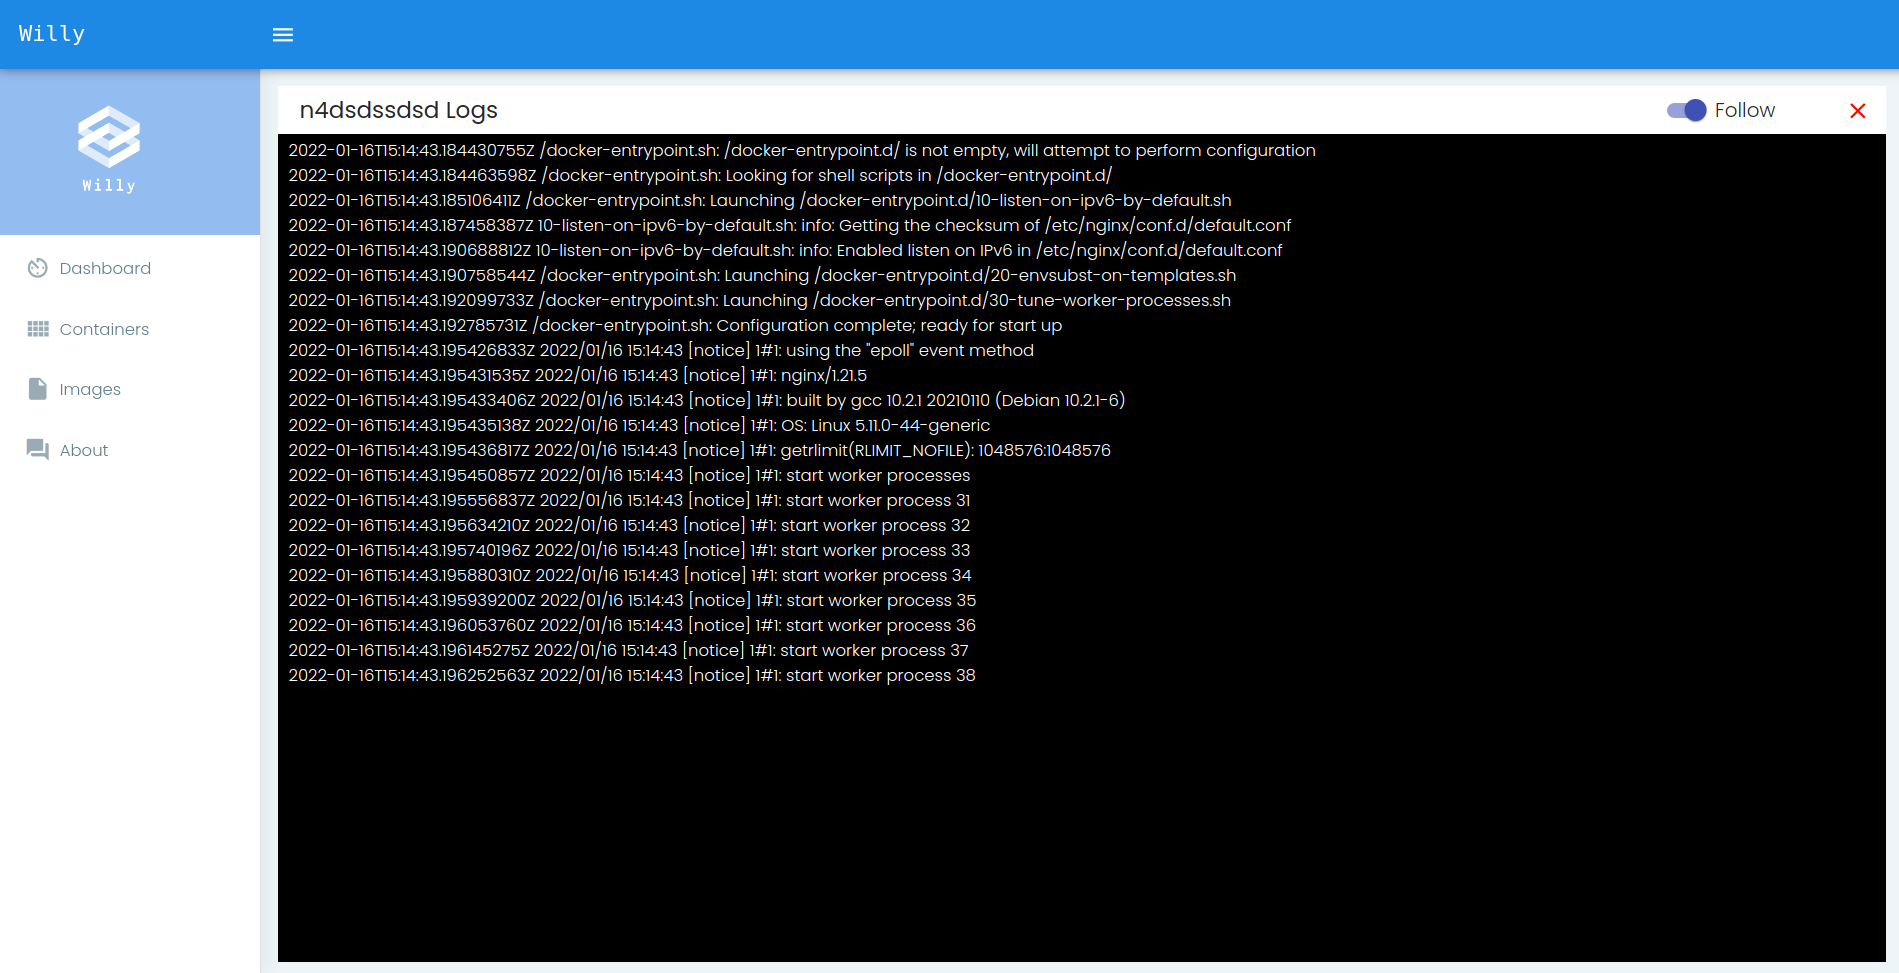 Willy
Willy
Dashboard
Containers
Images
About
n4dsdssdsd Logs
Follow
2022-01-16T15:14:43.184430755Z /docker-entrypoint.sh: /docker-entrypoint.d/ is not empty, will attempt to perform configuration
2022-01-16T15:14:43.184463598Z /docker-entrypoint.sh: Looking for shell scripts in /docker-entrypoint.d/
2022-01-16T15:14:43.185106411Z /docker-entrypoint.sh: Launching /docker-entrypoint.d/10-listen-on-ipv6-by-default.sh
2022-01-16T15:14:43.187458387Z 10-listen-on-ipv6-by-default.sh: info: Getting the checksum of /etc/nginx/conf.d/default.conf
2022-01-16T15:14:43.190688812Z 10-listen-on-ipv6-by-default.sh: info: Enabled listen on IPv6 in /etc/nginx/conf.d/default.conf
2022-01-16T15:14:43.190758544Z /docker-entrypoint.sh: Launching /docker-entrypoint.d/20-envsubst-on-templates.sh
2022-01-16T15:14:43.192099733Z /docker-entrypoint.sh: Launching /docker-entrypoint.d/30-tune-worker-processes.sh
2022-01-16T15:14:43.192785731Z /docker-entrypoint.sh: Configuration complete; ready for start up
2022-01-16T15:14:43.195426833Z 2022/01/16 15:14:43 [notice] 1#1: using the "epoll" event method
2022-01-16T15:14:43.195431535Z 2022/01/16 15:14:43 [notice] 1#1: nginx/1.21.5
2022-01-16T15:14:43.195433406Z 2022/01/16 15:14:43 [notice] 1#1: built by gcc 10.2.1 20210110 (Debian 10.2.1-6)
2022-01-16T15:14:43.195435138Z 2022/01/16 15:14:43 [notice] 1#1: OS: Linux 5.11.0-44-generic
2022-01-16T15:14:43.195436817Z 2022/01/16 15:14:43 [notice] 1#1: getrlimit(RLIMIT_NOFILE): 1048576:1048576
2022-01-16T15:14:43.195450857Z 2022/01/16 15:14:43 [notice] 1#1: start worker processes
2022-01-16T15:14:43.195556837Z 2022/01/16 15:14:43 [notice] 1#1: start worker process 31
2022-01-16T15:14:43.195634210Z 2022/01/16 15:14:43 [notice] 1#1: start worker process 32
2022-01-16T15:14:43.195740196Z 2022/01/16 15:14:43 [notice] 1#1: start worker process 33
2022-01-16T15:14:43.195880310Z 2022/01/16 15:14:43 [notice] 1#1: start worker process 34
2022-01-16T15:14:43.195939200Z 2022/01/16 15:14:43 [notice] 1#1: start worker process 35
2022-01-16T15:14:43.196053760Z 2022/01/16 15:14:43 [notice] 1#1: start worker process 36
2022-01-16T15:14:43.196145275Z 2022/01/16 15:14:43 [notice] 1#1: start worker process 37
2022-01-16T15:14:43.196252563Z 2022/01/16 15:14:43 [notice] 1#1: start worker process 38